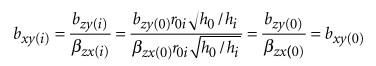 b_{xy(i)} = \frac{b_{zy(i)}}{\beta_{zx(i)}} = \frac{b_{zy(0)} r_{0i} \sqrt{h_0 / h_i}}{\beta_{zx(0)} r_{0i} \sqrt{h_0 / h_i}} = \frac{b_{zy(0)}}{\beta_{zx(0)}} = b_{xy(0)}